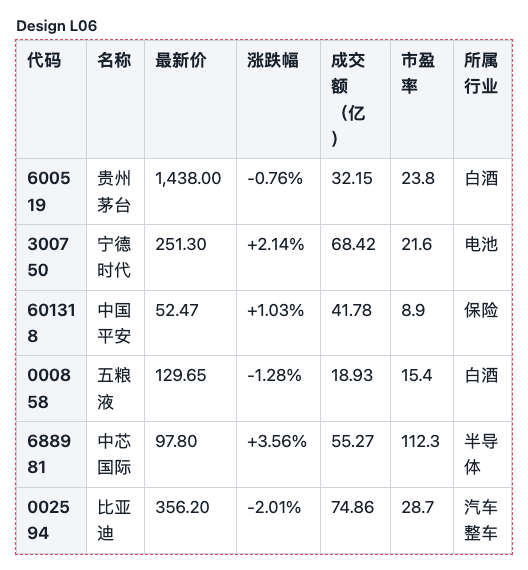 Design L06
代码 名称 最新价 涨跌幅 成交 市盈 所属
额 率 行业
（亿
）
6005 贵州 1,438.00 -0.76% 32.15 23.8 白酒
19 茅台
3007 宁德 251.30 +2.14% 68.42 21.6 电池
50 时代
60131 中国 52.47 +1.03% 41.78 8.9 保险
8 平安
0008 五粮 129.65 -1.28% 18.93 15.4 白酒
58 液
6889 中芯 97.80 +3.56% 55.27 112.3 半导
81 国际 体
0025 比亚 356.20 -2.01% 74.86 28.7 汽车
94 迪 整车